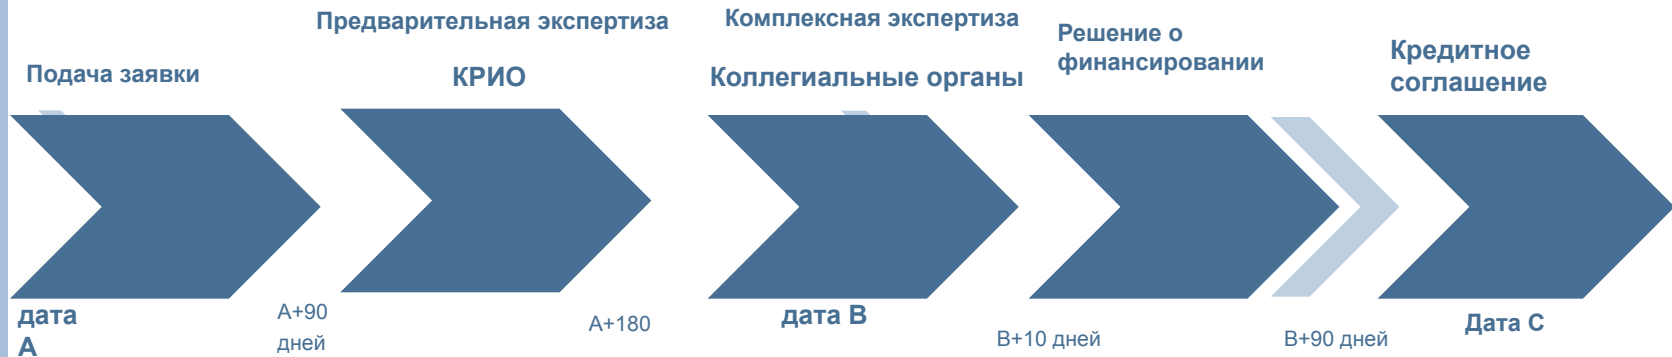 Предварительная экспертиза
Комплексная экспертиза
Решение о
финансировании
Кредитное
соглашение
Подача заявки
КРИО
Коллегиальные органы
дата
А
А+90
дней
А+180
дата В
В+10 дней
В+90 дней
Дата С